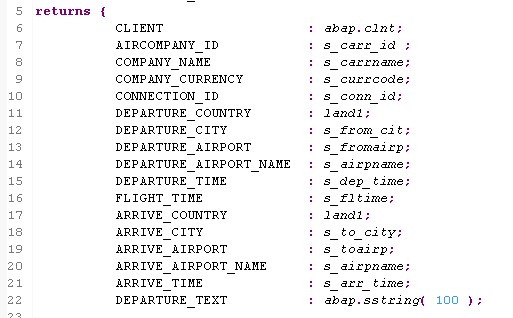 5 returns {
6 CLIENT : abap.clnt;
7 AIRCOMPANY_ID : s_carr_id ;
8 COMPANY_NAME : s_carrname;
9 COMPANY_CURRENCY : s_currcode;
10 CONNECTION_ID : s_conn_id;
11 DEPARTURE_COUNTRY : land1;
12 DEPARTURE_CITY : s_from_cit;
13 DEPARTURE_AIRPORT : s_fromairp;
14 DEPARTURE_AIRPORT_NAME : s_airpname;
15 DEPARTURE_TIME : s_dep_time;
16 FLIGHT_TIME : s_fltime;
17 ARRIVE_COUNTRY : land1;
18 ARRIVE_CITY : s_to_city;
19 ARRIVE_AIRPORT : s_toairp;
20 ARRIVE_AIRPORT_NAME : s_airpname;
21 ARRIVE_TIME : s_arr_time;
22 DEPARTURE_TEXT : abap.sstring( 100 );
23